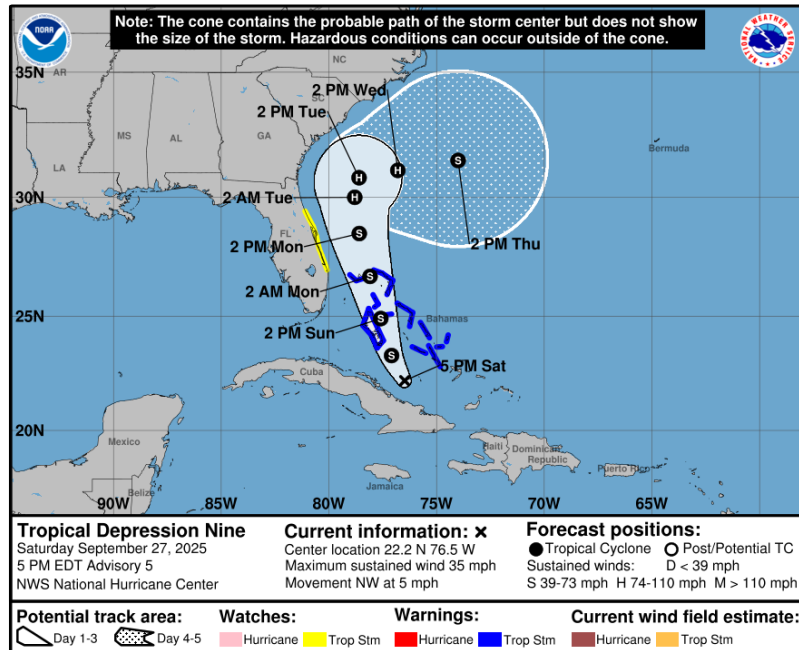 Note: The cone contains the probable path of the storm center but does not show
the size of the storm. Hazardous conditions can occur outside of the cone.
NOAA
NATIONAL WEATHER SERVICE
35N
30N
25N
20N
AR
NC
SC
MS
AL
GA
LA
FL
Bermuda
2 PM Wed
2 PM Tue
H
H
S
2 AM Tue
H
2 PM Thu
2 PM Mon
S
2 AM Mon
S
2 PM Sun
S
Bahamas
S
5 PM Sat
Cuba
Mexico
Belize
Jamaica
Haiti
Dominican
Republic
Puerto Rico
90W
85W
80W
75W
70W
65W
Tropical Depression Nine
Saturday September 27, 2025
5 PM EDT Advisory 5
NWS National Hurricane Center
Current information: ×
Center location 22.2 N 76.5 W
Maximum sustained wind 35 mph
Movement NW at 5 mph
Forecast positions:
Tropical Cyclone Post/Potential TC
Sustained winds: D < 39 mph
S 39-73 mph H 74-110 mph M > 110 mph
Potential track area:
Day 1-3 Day 4-5
Watches:
Hurricane Trop Stm
Warnings:
Hurricane Trop Stm
Current wind field estimate:
Hurricane Trop Stm